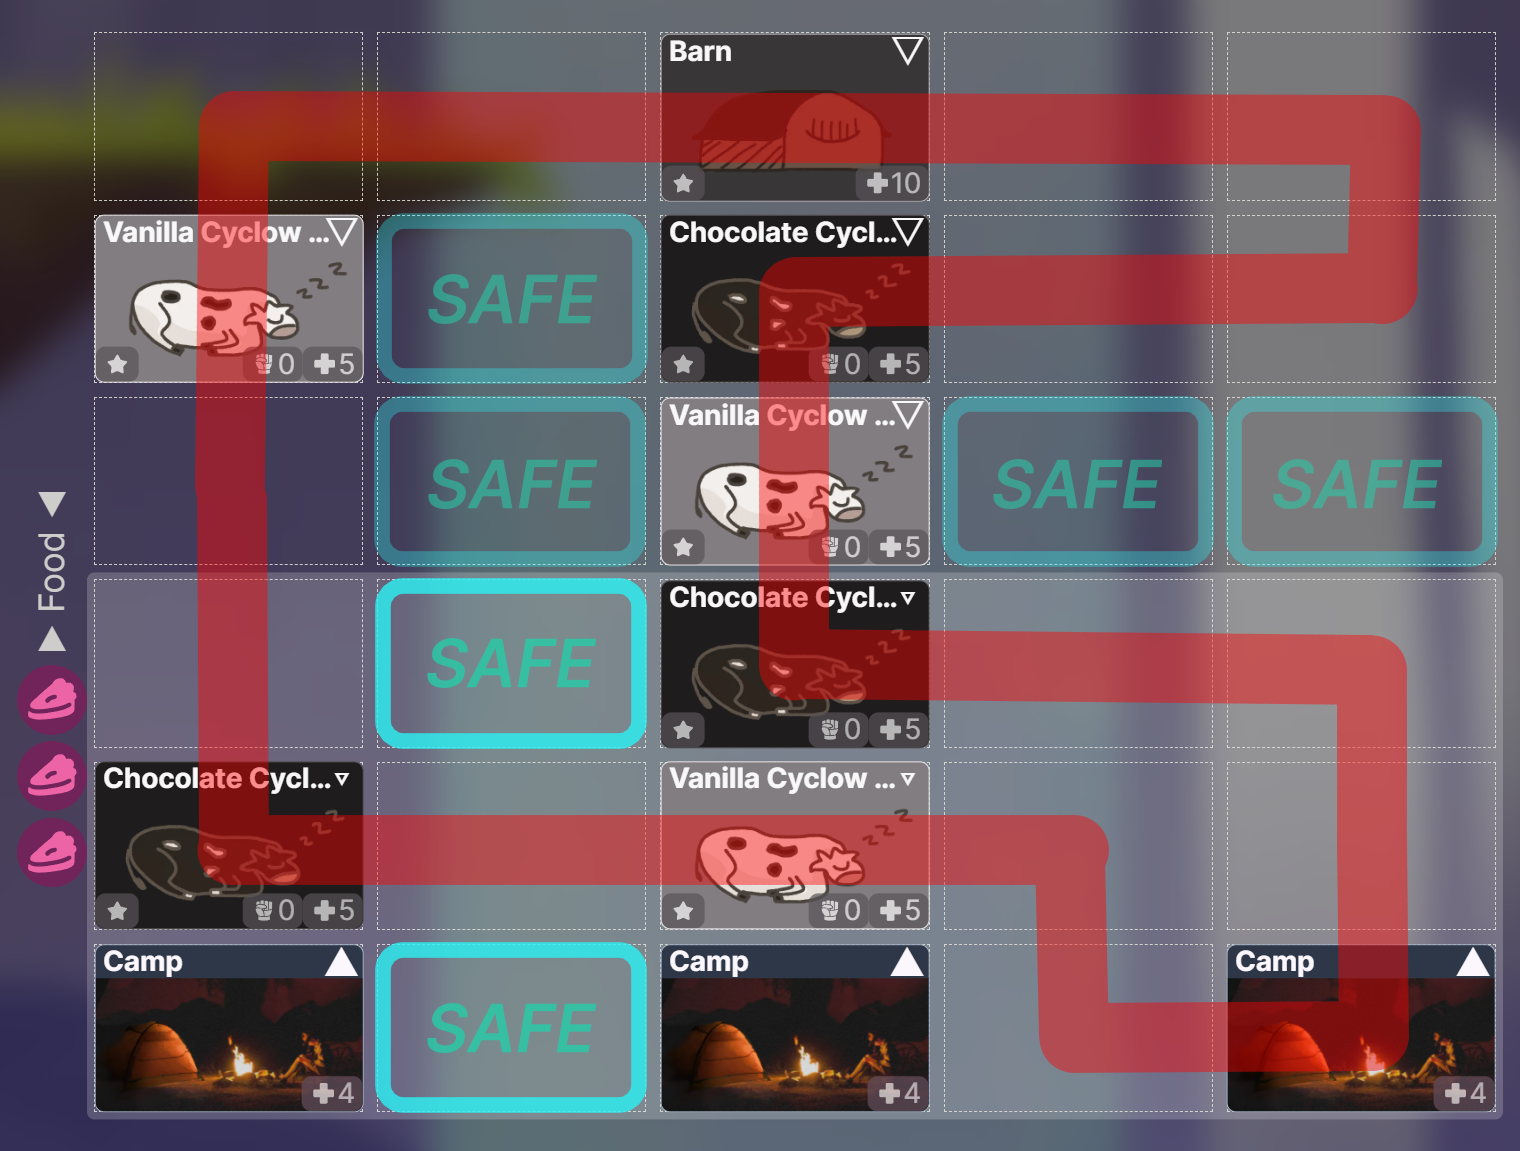 Barn
10
Vanilla Cyclow ...
0
5
SAFE
Chocolate Cycl...
0
5
SAFE
Vanilla Cyclow ...
0
5
SAFE
SAFE
Food
SAFE
Chocolate Cycl...
0
5
Chocolate Cycl...
0
5
Vanilla Cyclow ...
0
5
Camp
4
SAFE
Camp
4
Camp
4